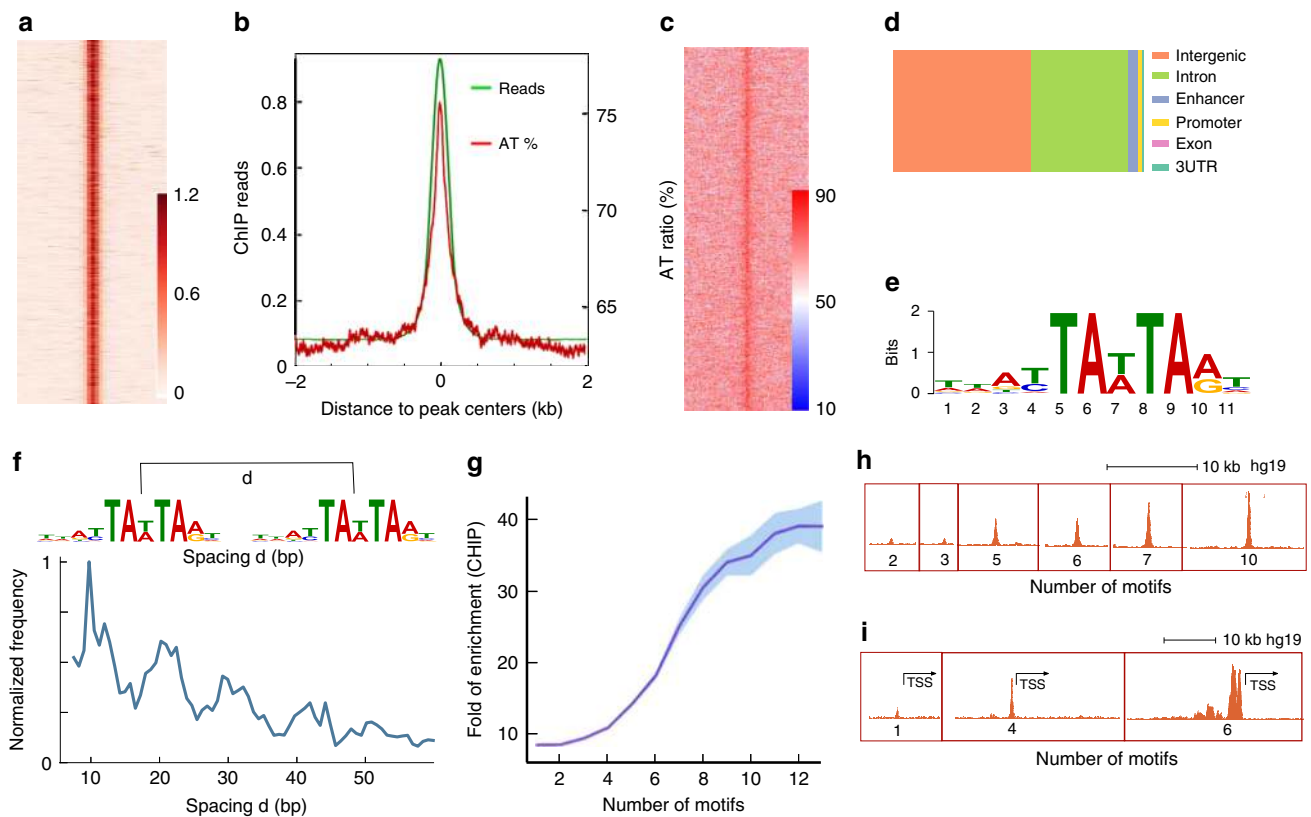 a
1.2
0.6
0
b
ChIP reads
0.8
0.6
0.4
0.2
0
Reads
AT %
75
70
65
−2
0
2
Distance to peak centers (kb)
c
AT ratio (%)
90
50
10
d
Intergenic
Intron
Enhancer
Promoter
Exon
3UTR
e
Bits
2
1
0
TATTAA
1 2 3 4 5 6 7 8 9 10 11
f
d
TATTAA TATTAA
Spacing d (bp)
Normalized frequency
1
0
10 20 30 40 50
Spacing d (bp)
g
Fold of enrichment (CHIP)
40
30
20
10
2 4 6 8 10 12
Number of motifs
h
10 kb hg19
2 3 5 6 7 10
Number of motifs
i
10 kb hg19
TSS TSS TSS
1 4 6
Number of motifs